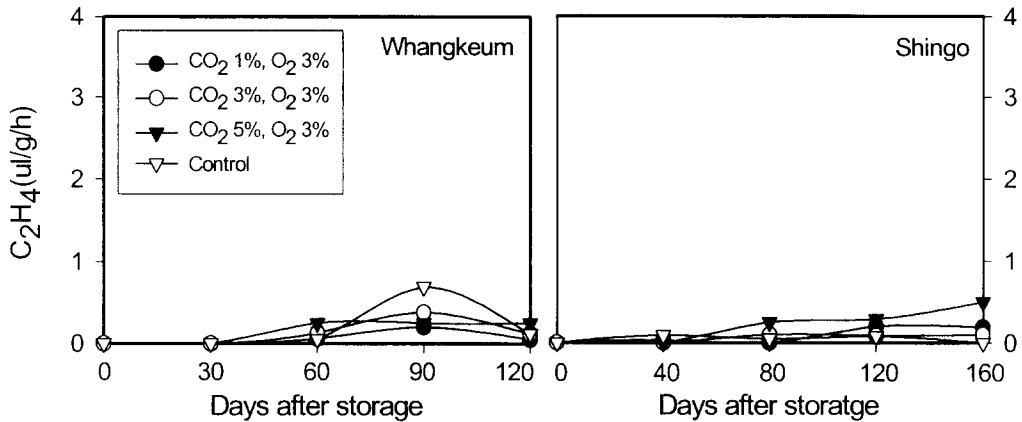 4
3
2
1
0
C2H4(ul/g/h)
Whangkeum
CO2 1%, O2 3%
CO2 3%, O2 3%
CO2 5%, O2 3%
Control
0 30 60 90 120
Days after storage
Shingo
4
3
2
1
0
0 40 80 120 160
Days after storatge